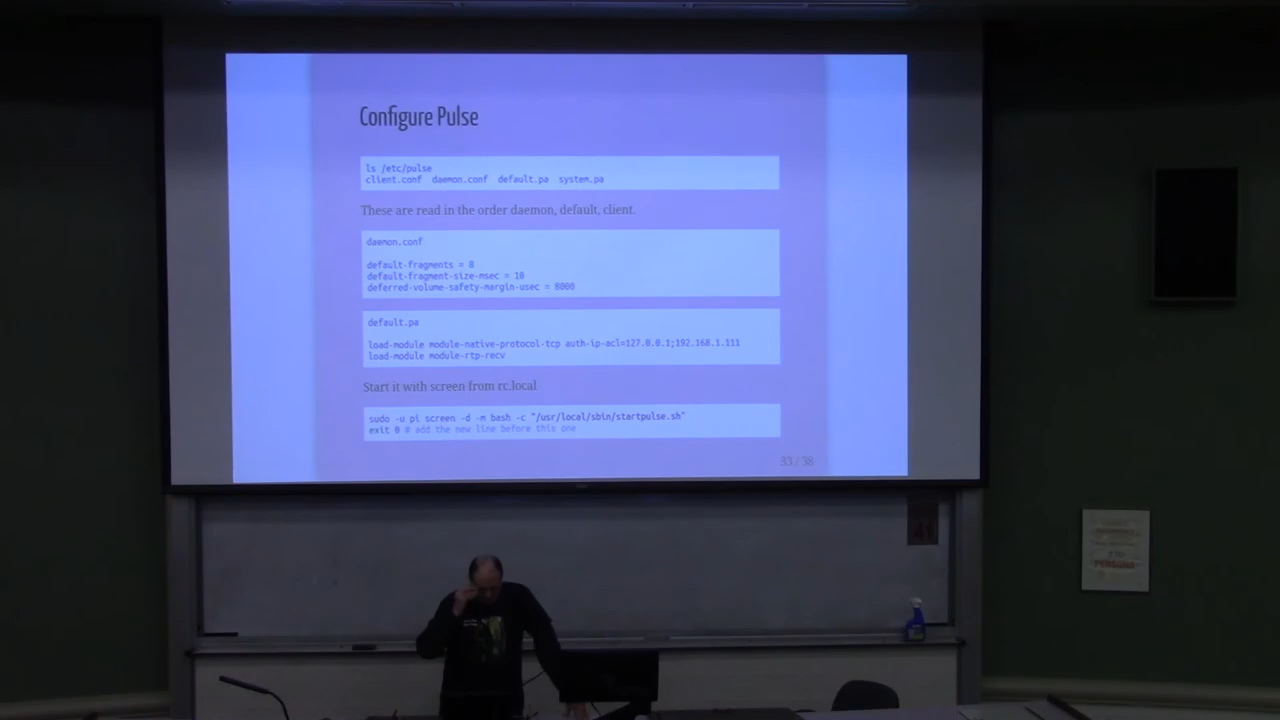 Configure Pulse
ls /etc/pulse
client.conf daemon.conf default.pa system.pa
These are read in the order daemon, default, client.
daemon.conf
default-fragments = 8
default-fragment-size-msec = 10
deferred-volume-safety-margin-usec = 8000
default.pa
load-module module-native-protocol-tcp auth-ip-acl=127.0.0.1;192.168.1.111
load-module module-rtp-recv
Start it with screen from rc.local
sudo -u pi screen -d -m bash -c "/usr/local/sbin/startpulse.sh"
exit 0 # add the new line before this one
33 / 38
41